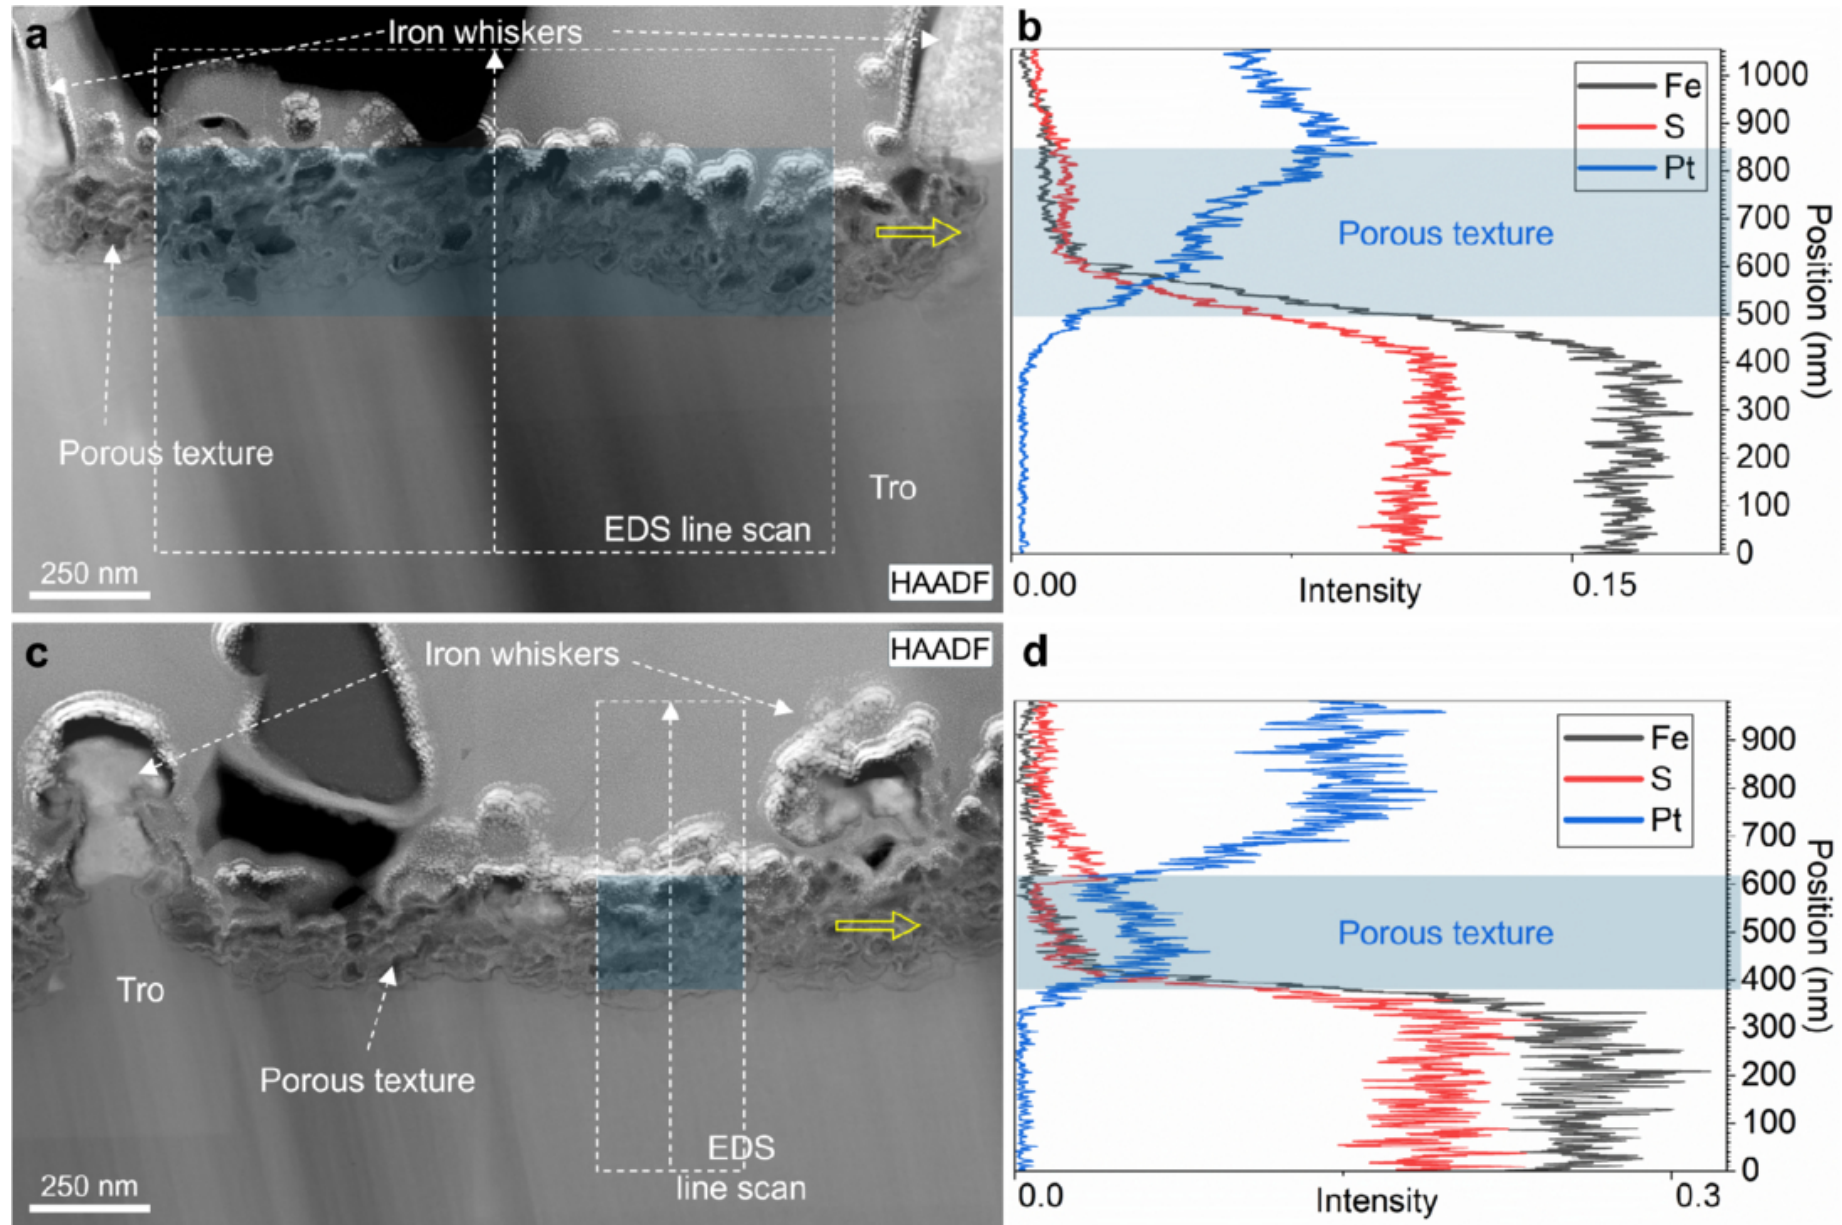 a
Iron whiskers
Porous texture
Tro
EDS line scan
250 nm
HAADF
b
Fe
S
Pt
Porous texture
1000
900
800
700
600
500
400
300
200
100
0
Position (nm)
0.00
Intensity
0.15
c
Iron whiskers
HAADF
Tro
Porous texture
EDS
line scan
250 nm
d
Fe
S
Pt
Porous texture
900
800
700
600
500
400
300
200
100
0
Position (nm)
0.0
Intensity
0.3